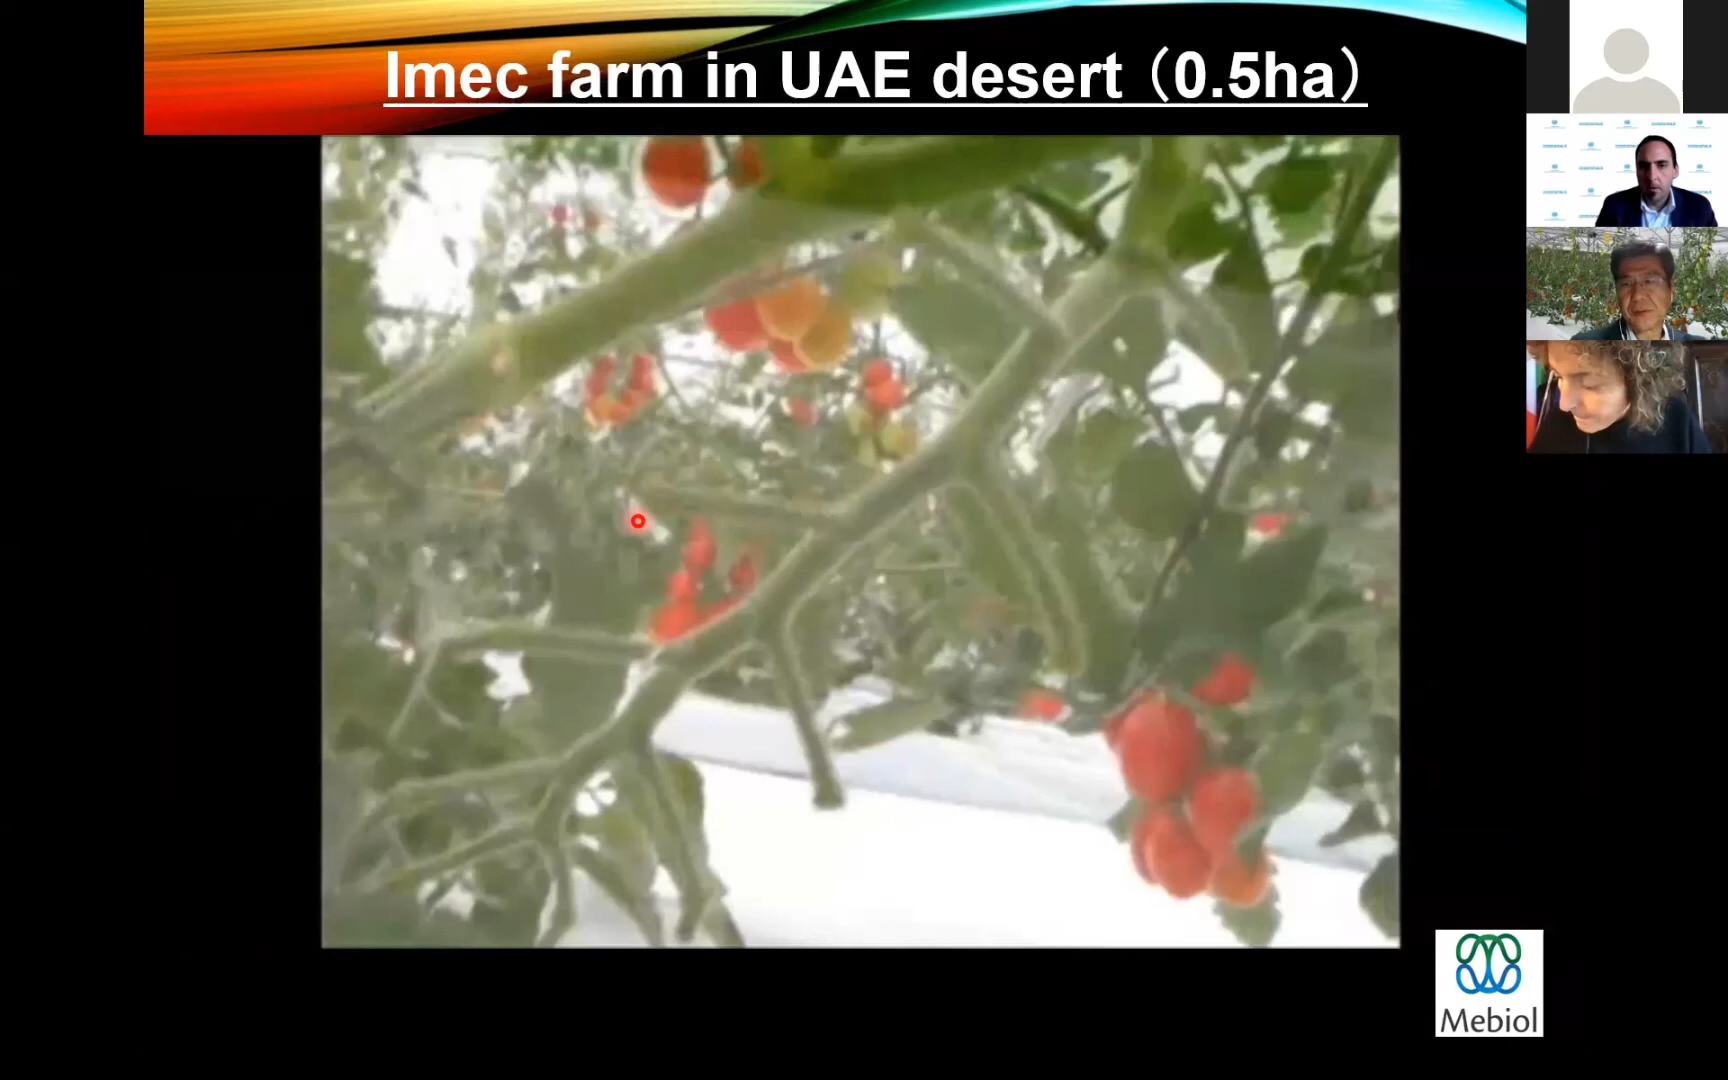 Imec farm in UAE desert（0.5ha）
Mebiol